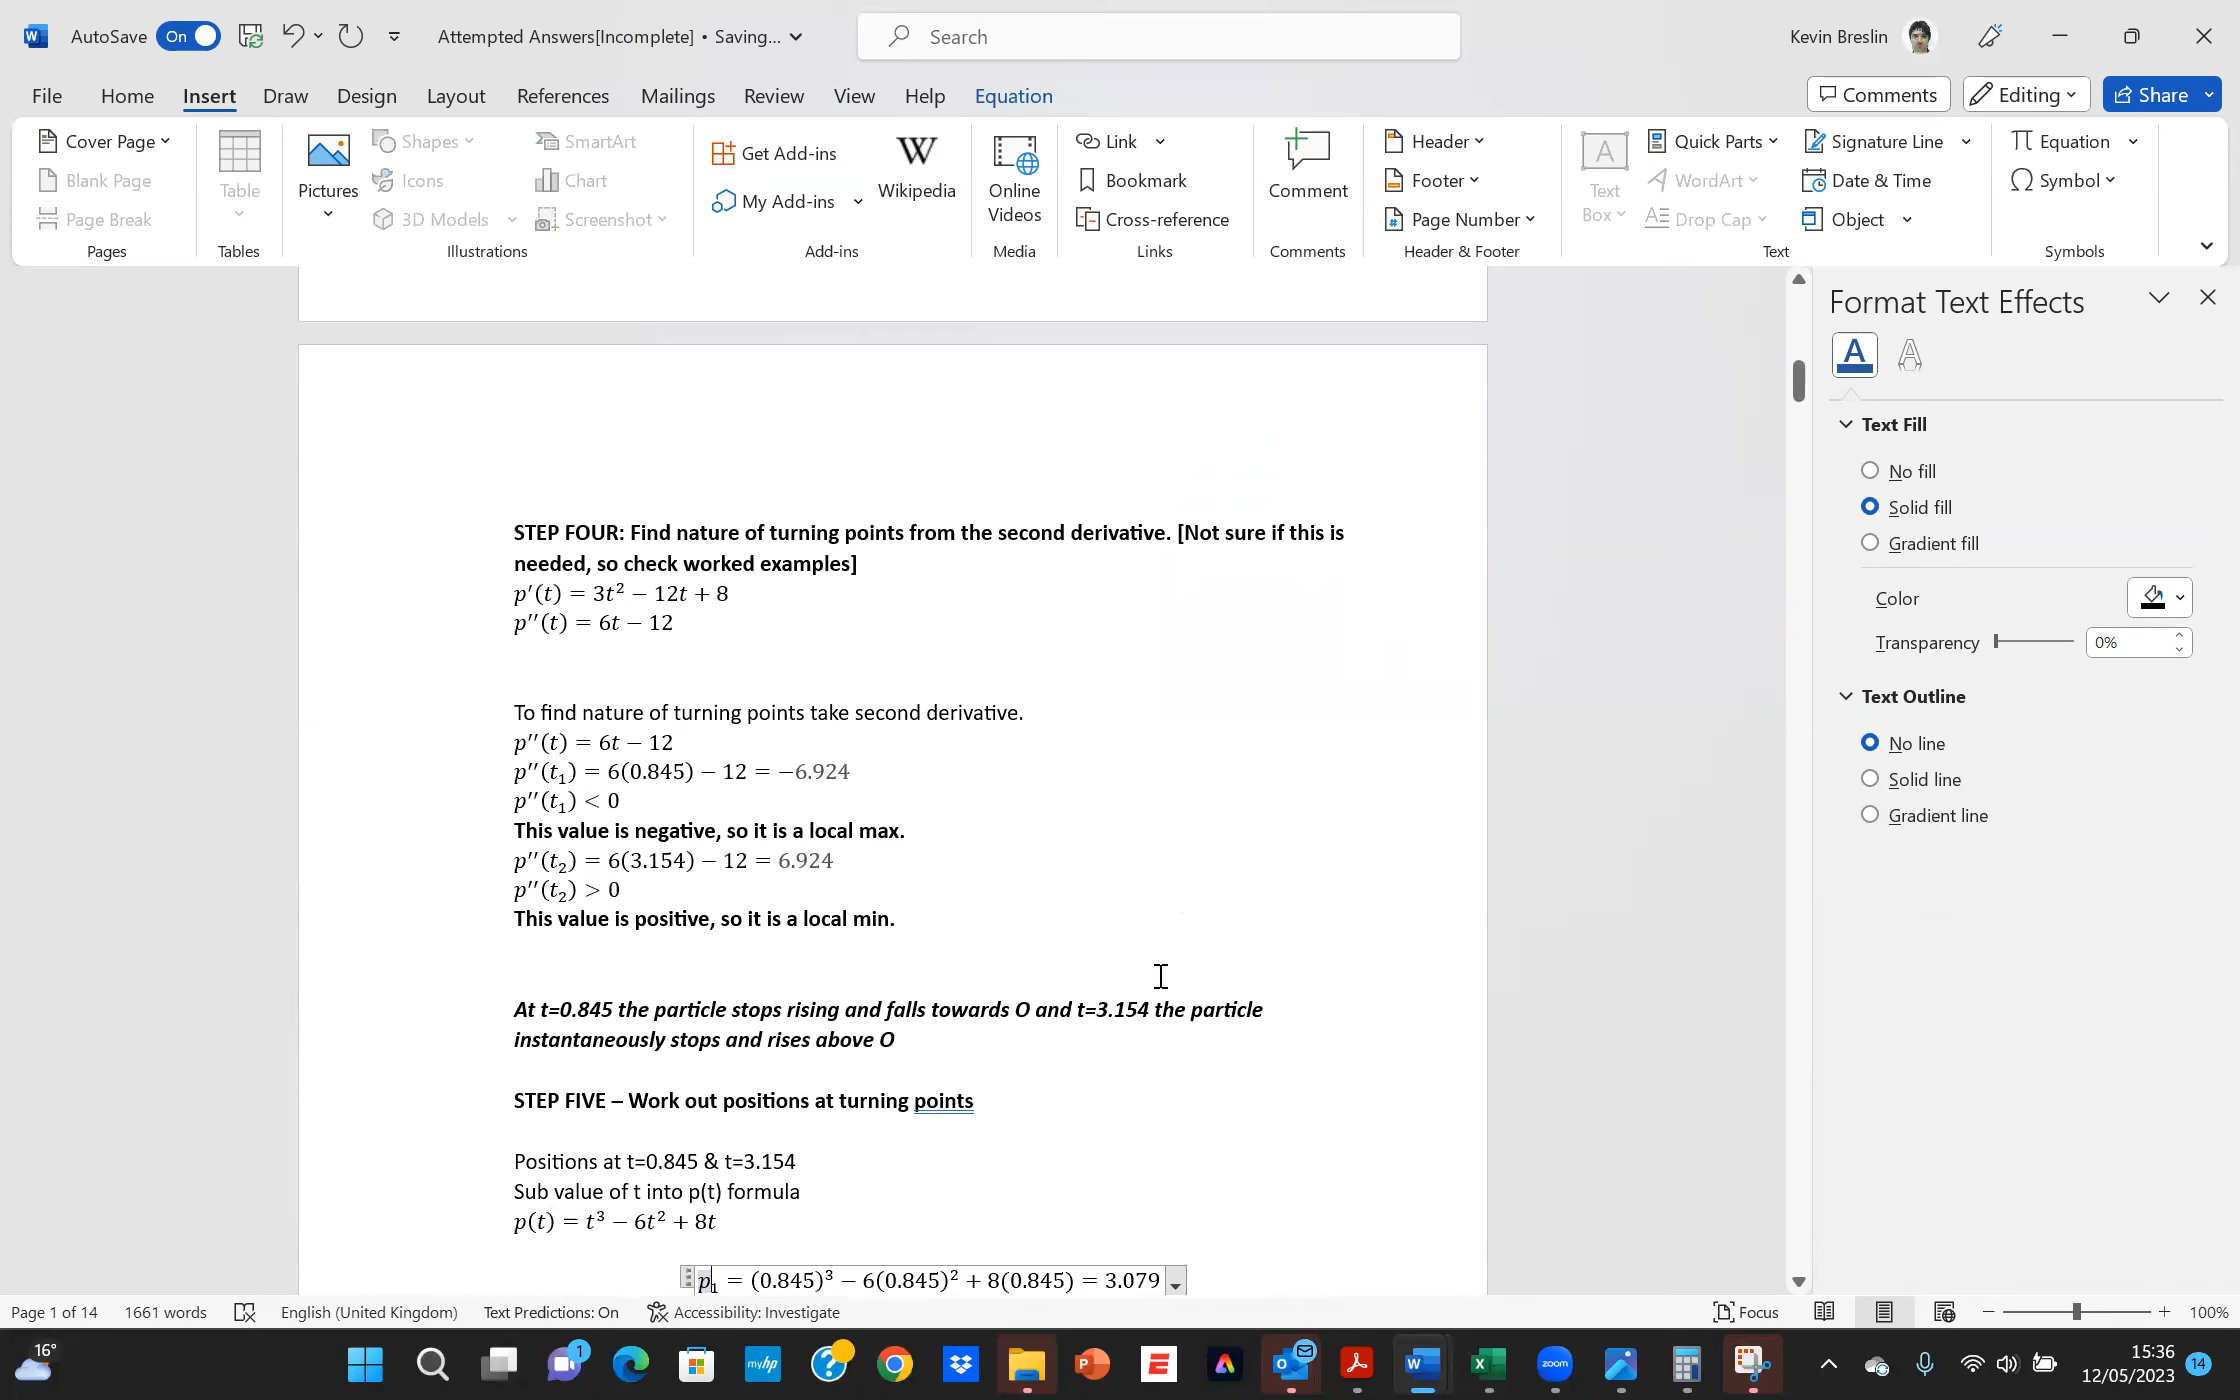 AutoSave On Attempted Answers[Incomplete] • Saving... Search Kevin Breslin
File Home Insert Draw Design Layout References Mailings Review View Help Equation Comments Editing Share
Cover Page
Blank Page
Page Break
Pages
Table
Tables
Pictures
Shapes
Icons
3D Models
SmartArt
Chart
Screenshot
Illustrations
Get Add-ins
My Add-ins
W
Wikipedia
Add-ins
Online
Videos
Media
Link
Bookmark
Cross-reference
Links
Comment
Comments
Header
Footer
Page Number
Header & Footer
A
Text
Box
Quick Parts
WordArt
Drop Cap
Signature Line
Date & Time
Object
Text
π Equation
Ω Symbol
Symbols
STEP FOUR: Find nature of turning points from the second derivative. [Not sure if this is
needed, so check worked examples]
p′(t) = 3t² − 12t + 8
p′′(t) = 6t − 12
To find nature of turning points take second derivative.
p′′(t) = 6t − 12
p′′(t₁) = 6(0.845) − 12 = −6.924
p′′(t₁) < 0
This value is negative, so it is a local max.
p′′(t₂) = 6(3.154) − 12 = 6.924
p′′(t₂) > 0
This value is positive, so it is a local min.
At t=0.845 the particle stops rising and falls towards O and t=3.154 the particle
instantaneously stops and rises above O
STEP FIVE – Work out positions at turning points
Positions at t=0.845 & t=3.154
Sub value of t into p(t) formula
p(t) = t³ − 6t² + 8t
p₁ = (0.845)³ − 6(0.845)² + 8(0.845) = 3.079
Format Text Effects
A A
Text Fill
No fill
Solid fill
Gradient fill
Color
Transparency 0%
Text Outline
No line
Solid line
Gradient line
Page 1 of 14 1661 words English (United Kingdom) Text Predictions: On Accessibility: Investigate Focus 100%
16° 1 myhp ? P E O W X zoom 15:36
12/05/2023 14